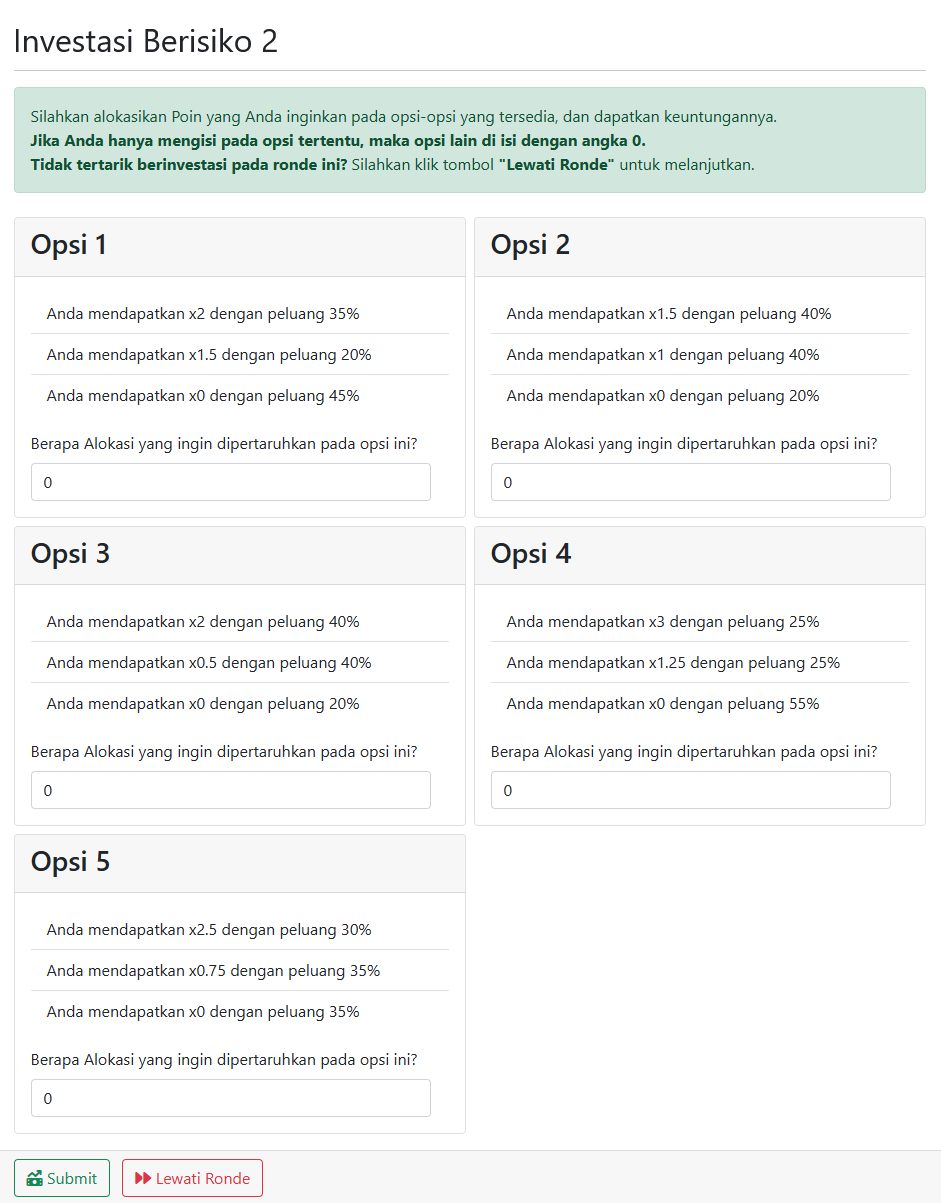 Investasi Berisiko 2
Silahkan alokasikan Poin yang Anda inginkan pada opsi-opsi yang tersedia, dan dapatkan keuntungannya.
Jika Anda hanya mengisi pada opsi tertentu, maka opsi lain di isi dengan angka 0.
Tidak tertarik berinvestasi pada ronde ini? Silahkan klik tombol "Lewati Ronde" untuk melanjutkan.
Opsi 1
Anda mendapatkan x2 dengan peluang 35%
Anda mendapatkan x1.5 dengan peluang 20%
Anda mendapatkan x0 dengan peluang 45%
Berapa Alokasi yang ingin dipertaruhkan pada opsi ini?
0
Opsi 2
Anda mendapatkan x1.5 dengan peluang 40%
Anda mendapatkan x1 dengan peluang 40%
Anda mendapatkan x0 dengan peluang 20%
Berapa Alokasi yang ingin dipertaruhkan pada opsi ini?
0
Opsi 3
Anda mendapatkan x2 dengan peluang 40%
Anda mendapatkan x0.5 dengan peluang 40%
Anda mendapatkan x0 dengan peluang 20%
Berapa Alokasi yang ingin dipertaruhkan pada opsi ini?
0
Opsi 4
Anda mendapatkan x3 dengan peluang 25%
Anda mendapatkan x1.25 dengan peluang 25%
Anda mendapatkan x0 dengan peluang 55%
Berapa Alokasi yang ingin dipertaruhkan pada opsi ini?
0
Opsi 5
Anda mendapatkan x2.5 dengan peluang 30%
Anda mendapatkan x0.75 dengan peluang 35%
Anda mendapatkan x0 dengan peluang 35%
Berapa Alokasi yang ingin dipertaruhkan pada opsi ini?
0
Submit
Lewati Ronde